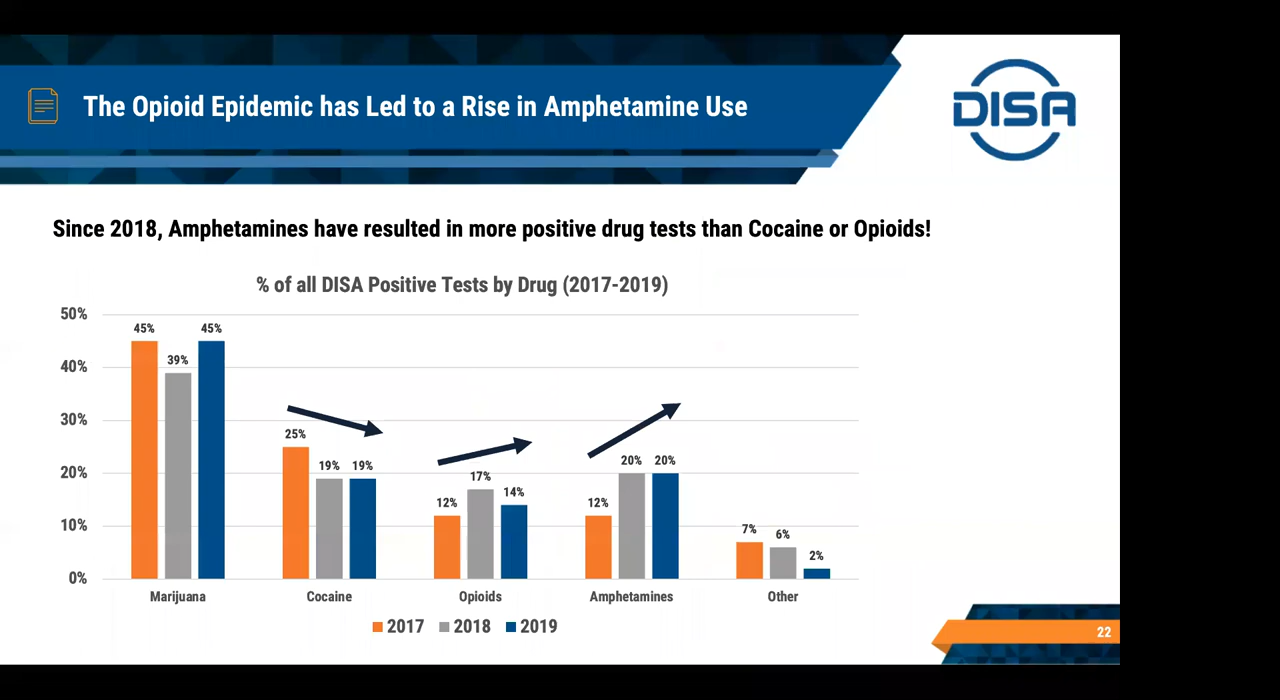 The Opioid Epidemic has Led to a Rise in Amphetamine Use
DISA
Since 2018, Amphetamines have resulted in more positive drug tests than Cocaine or Opioids!
% of all DISA Positive Tests by Drug (2017-2019)
50%
40%
30%
20%
10%
0%
45%
39%
45%
25%
19%
19%
12%
17%
14%
12%
20%
20%
7%
6%
2%
Marijuana
Cocaine
Opioids
Amphetamines
Other
2017 2018 2019
22